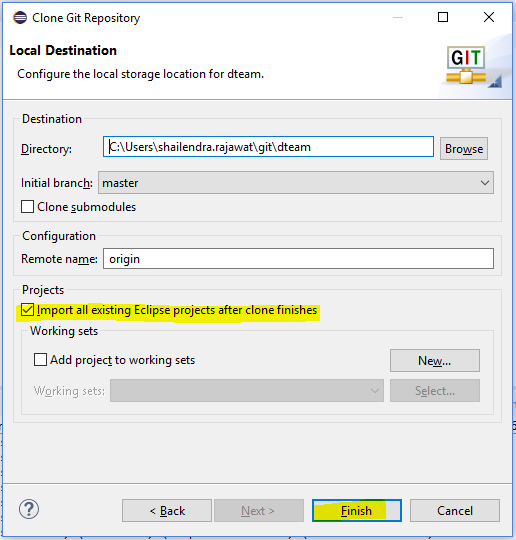 Clone Git Repository
Local Destination
Configure the local storage location for dteam.
GIT
Destination
Directory: C:\Users\shailendra.rajawat\git\dteam Browse
Initial branch: master
Clone submodules
Configuration
Remote name: origin
Projects
Import all existing Eclipse projects after clone finishes
Working sets
Add project to working sets New...
Working sets: Select...
? < Back Next > Finish Cancel